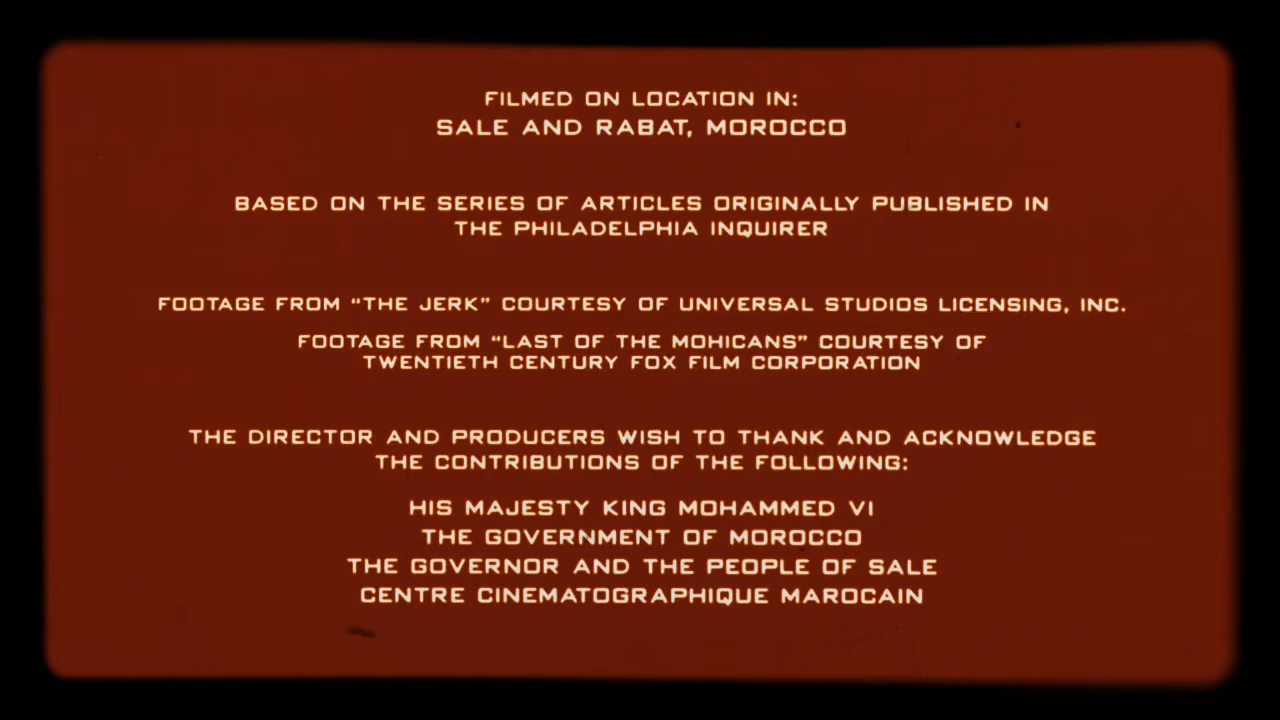 FILMED ON LOCATION IN:
SALE AND RABAT, MOROCCO
BASED ON THE SERIES OF ARTICLES ORIGINALLY PUBLISHED IN
THE PHILADELPHIA INQUIRER
FOOTAGE FROM “THE JERK” COURTESY OF UNIVERSAL STUDIOS LICENSING, INC.
FOOTAGE FROM “LAST OF THE MOHICANS” COURTESY OF
TWENTIETH CENTURY FOX FILM CORPORATION
THE DIRECTOR AND PRODUCERS WISH TO THANK AND ACKNOWLEDGE
THE CONTRIBUTIONS OF THE FOLLOWING:
HIS MAJESTY KING MOHAMMED VI
THE GOVERNMENT OF MOROCCO
THE GOVERNOR AND THE PEOPLE OF SALE
CENTRE CINEMATOGRAPHIQUE MAROCAIN